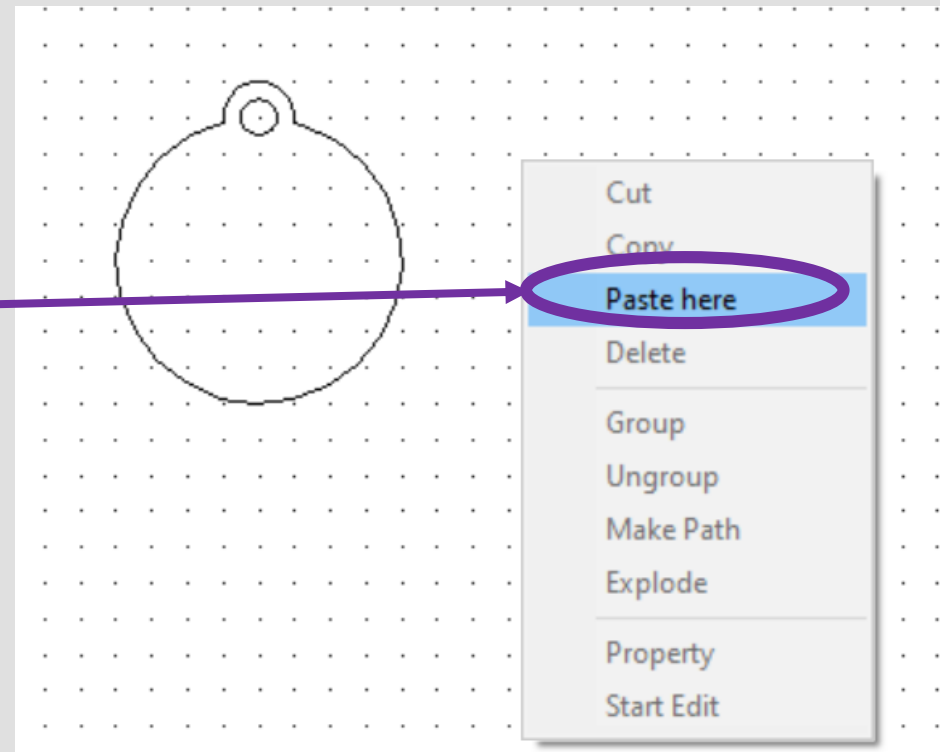 Cut
Copy
Paste here
Delete
Group
Ungroup
Make Path
Explode
Property
Start Edit